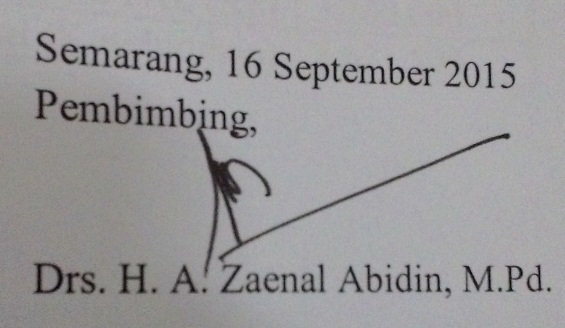 Semarang, 16 September 2015
Pembimbing,
Drs. H. A. Zaenal Abidin, M.Pd.